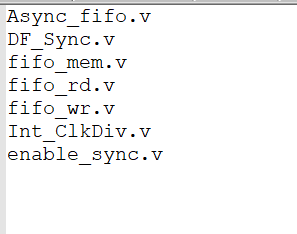 Async_fifo.v
DF_Sync.v
fifo_mem.v
fifo_rd.v
fifo_wr.v
Int_ClkDiv.v
enable_sync.v